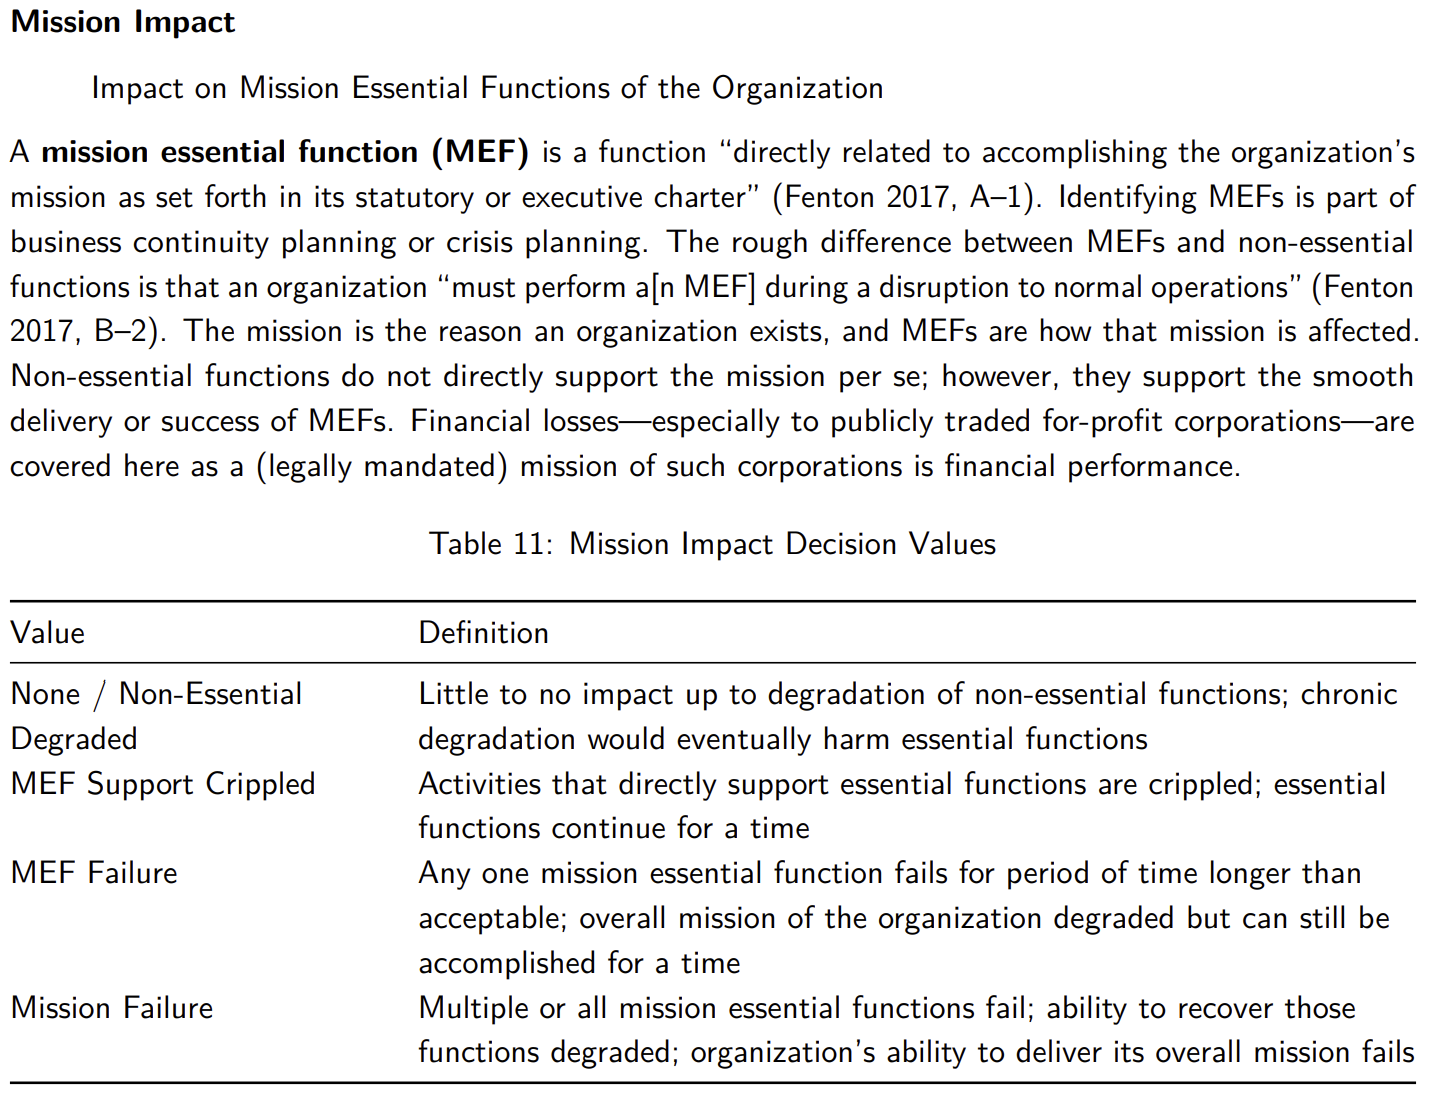 Mission Impact
Impact on Mission Essential Functions of the Organization
A mission essential function (MEF) is a function “directly related to accomplishing the organization’s
mission as set forth in its statutory or executive charter” (Fenton 2017, A–1). Identifying MEFs is part of
business continuity planning or crisis planning. The rough difference between MEFs and non-essential
functions is that an organization “must perform a[n MEF] during a disruption to normal operations” (Fenton
2017, B–2). The mission is the reason an organization exists, and MEFs are how that mission is affected.
Non-essential functions do not directly support the mission per se; however, they support the smooth
delivery or success of MEFs. Financial losses—especially to publicly traded for-profit corporations—are
covered here as a (legally mandated) mission of such corporations is financial performance.
Table 11: Mission Impact Decision Values
Value Definition
None / Non-Essential Little to no impact up to degradation of non-essential functions; chronic
Degraded degradation would eventually harm essential functions
MEF Support Crippled Activities that directly support essential functions are crippled; essential
functions continue for a time
MEF Failure Any one mission essential function fails for period of time longer than
acceptable; overall mission of the organization degraded but can still be
accomplished for a time
Mission Failure Multiple or all mission essential functions fail; ability to recover those
functions degraded; organization’s ability to deliver its overall mission fails